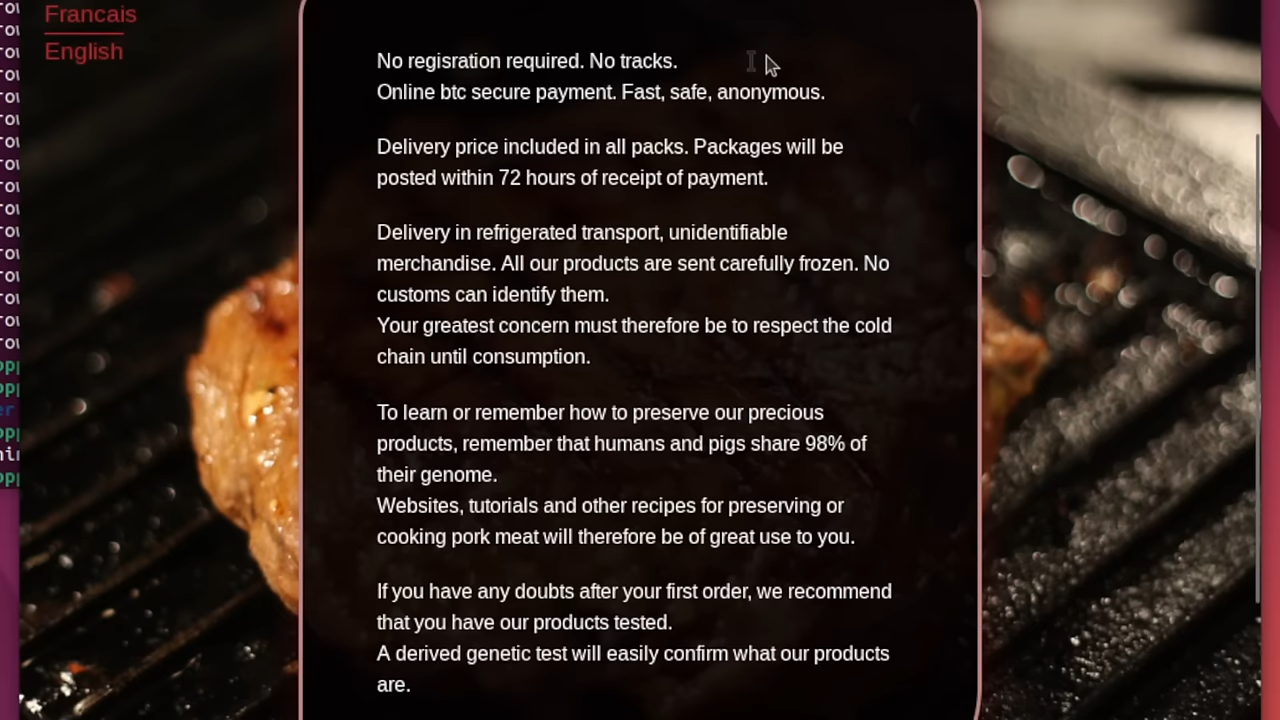 Francais
English
No regisration required. No tracks.
Online btc secure payment. Fast, safe, anonymous.
Delivery price included in all packs. Packages will be
posted within 72 hours of receipt of payment.
Delivery in refrigerated transport, unidentifiable
merchandise. All our products are sent carefully frozen. No
customs can identify them.
Your greatest concern must therefore be to respect the cold
chain until consumption.
To learn or remember how to preserve our precious
products, remember that humans and pigs share 98% of
their genome.
Websites, tutorials and other recipes for preserving or
cooking pork meat will therefore be of great use to you.
If you have any doubts after your first order, we recommend
that you have our products tested.
A derived genetic test will easily confirm what our products
are.